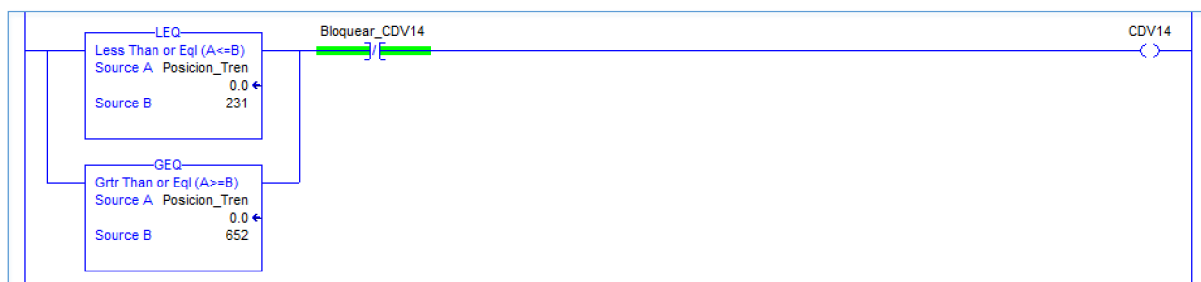 LEQ
Less Than or Eql (A<=B)
Source A Posicion_Tren
0.0
Source B 231
Bloquear_CDV14
CDV14
GEQ
Grtr Than or Eql (A>=B)
Source A Posicion_Tren
0.0
Source B 652